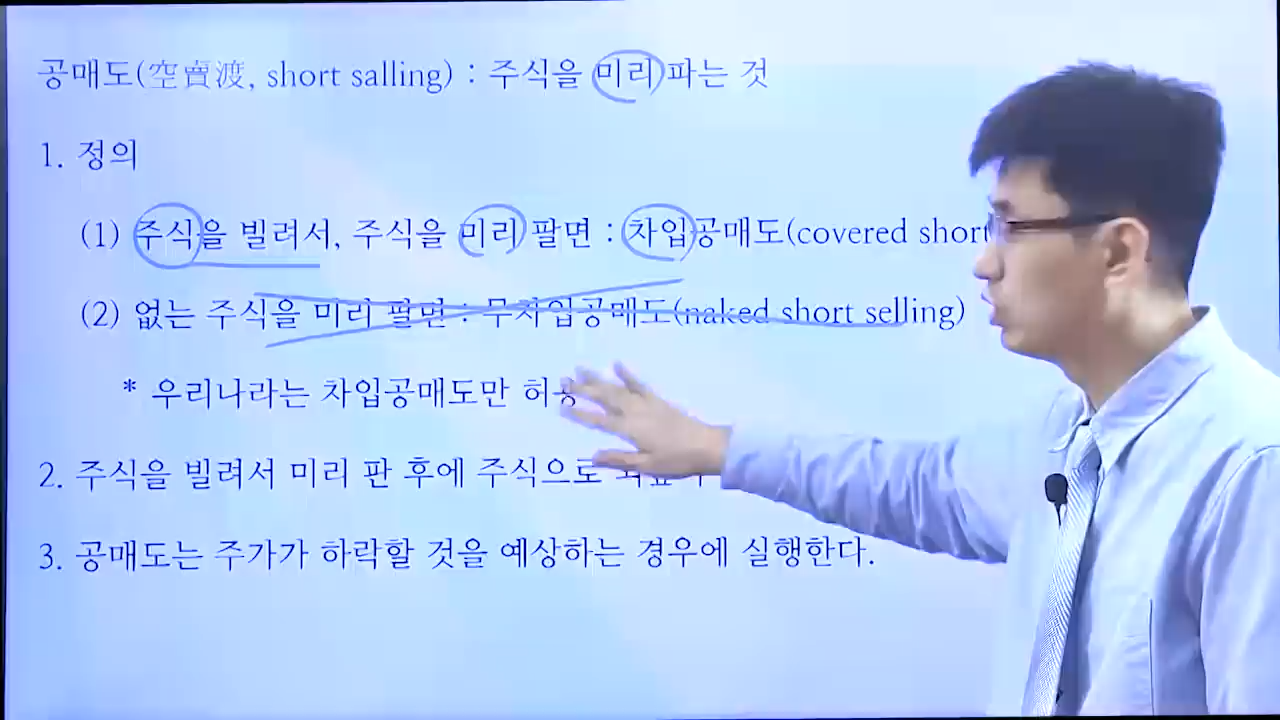 공매도(空賣渡, short salling) : 주식을 미리 파는 것
1. 정의
(1) 주식을 빌려서, 주식을 미리 팔면 : 차입공매도(covered short
(2) 없는 주식을 미리 팔면 : 무차입공매도(naked short selling)
* 우리나라는 차입공매도만 허용
2. 주식을 빌려서 미리 판 후에 주식으로
3. 공매도는 주가가 하락할 것을 예상하는 경우에 실행한다.